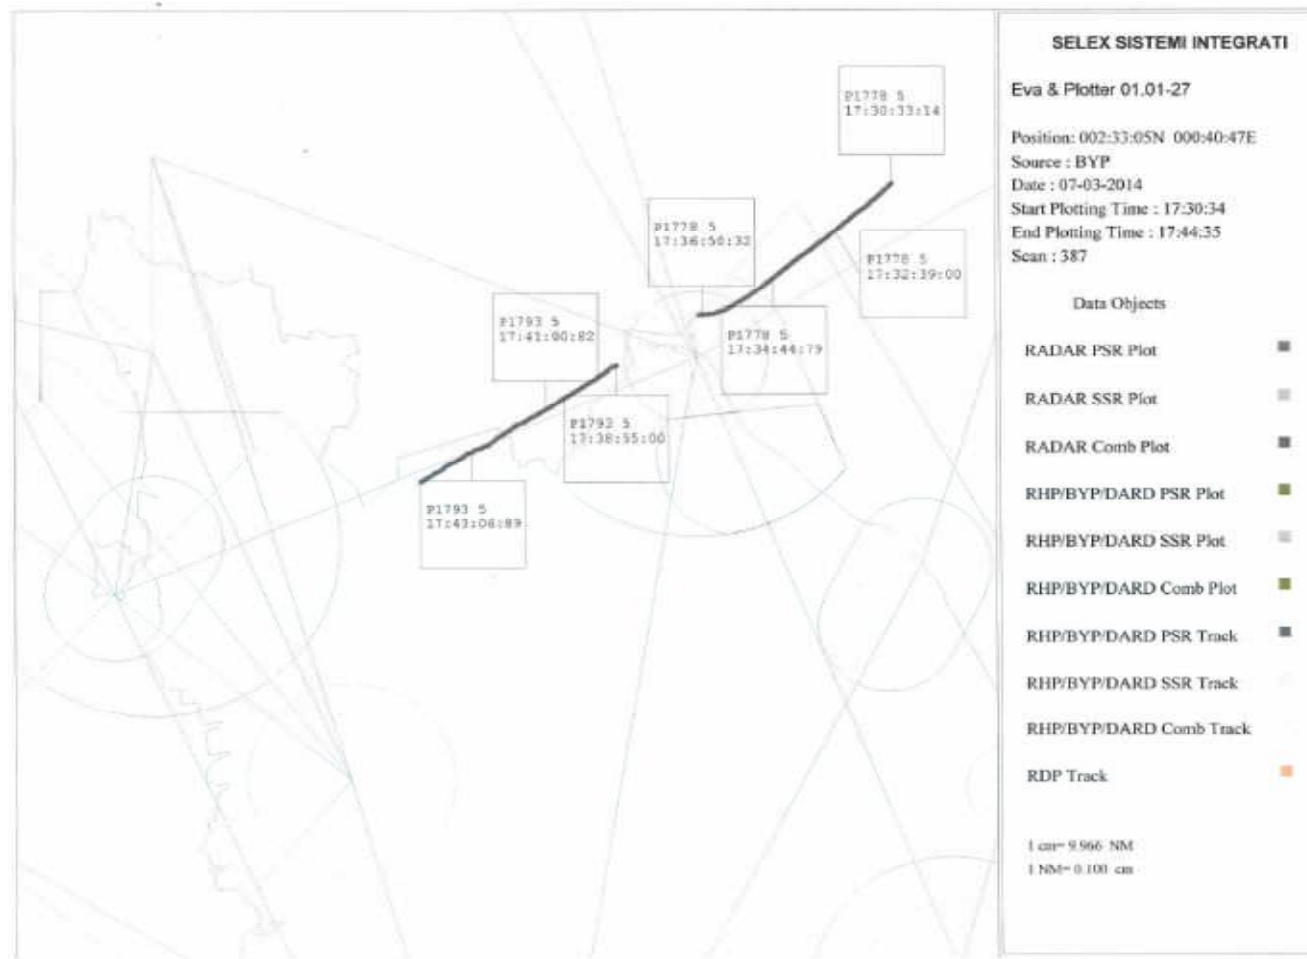 P1778 5
17:30:33:14
P1778 5
17:36:50:32
P1778 5
17:32:39:00
P1793 5
17:41:00:82
P1778 5
17:34:44:79
P1793 5
17:38:55:00
P1793 5
17:43:06:89
SELEX SISTEMI INTEGRATI
Eva & Plotter 01.01-27
Position: 002:33:05N 000:40:47E
Source : BYP
Date : 07-03-2014
Start Plotting Time : 17:30:34
End Plotting Time : 17:44:35
Scan : 387
Data Objects
RADAR PSR Plot
RADAR SSR Plot
RADAR Comb Plot
RHP/BYP/DARD PSR Plot
RHP/BYP/DARD SSR Plot
RHP/BYP/DARD Comb Plot
RHP/BYP/DARD PSR Track
RHP/BYP/DARD SSR Track
RHP/BYP/DARD Comb Track
RDP Track
1 cm= 9.966 NM
1 NM= 0.100 cm